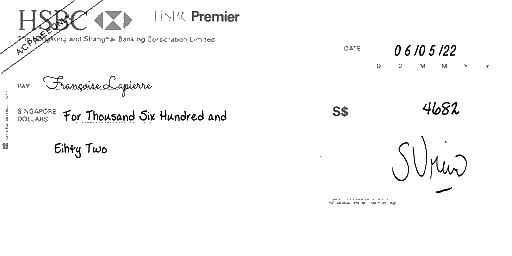 HSBC HSBC Premier
The Hongkong and Shanghai Banking Corporation Limited
A/C PAYEE ONLY
DATE 06/05/22
D D M M Y Y
PAY Françoise Lapierre
SINGAPORE DOLLARS For Thousand Six Hundred and
S$ 4682
Eihty Two